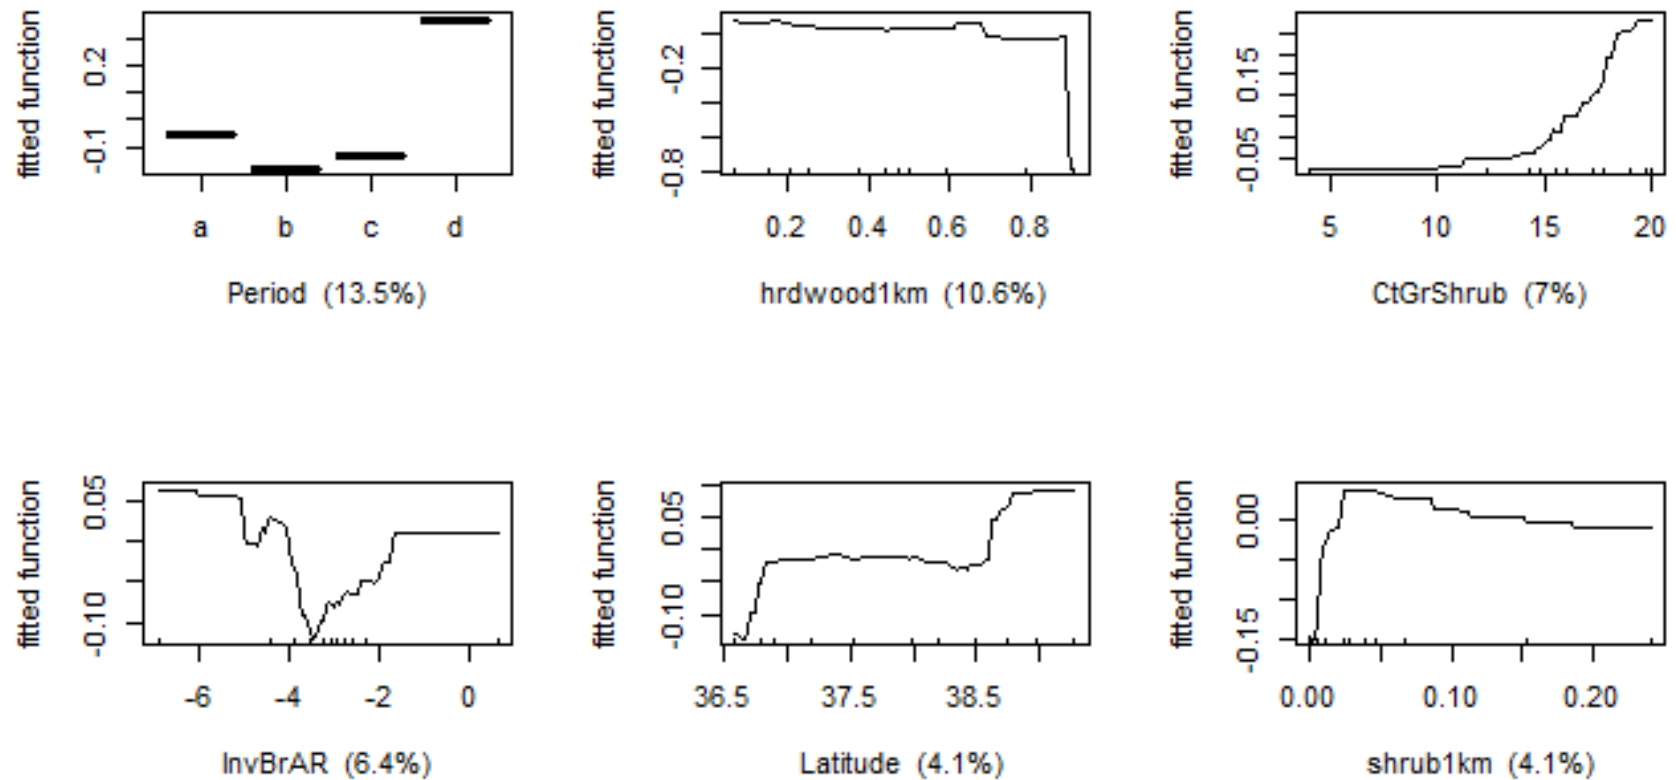 fitted function
0.2
-0.1
a b c d
Period (13.5%)
fitted function
-0.2
-0.8
0.2 0.4 0.6 0.8
hrdwood1km (10.6%)
fitted function
0.15
-0.05
5 10 15 20
CtGrShrub (7%)
fitted function
0.05
-0.10
-6 -4 -2 0
InvBrAR (6.4%)
fitted function
0.05
-0.10
36.5 37.5 38.5
Latitude (4.1%)
fitted function
0.00
-0.15
0.00 0.10 0.20
shrub1km (4.1%)